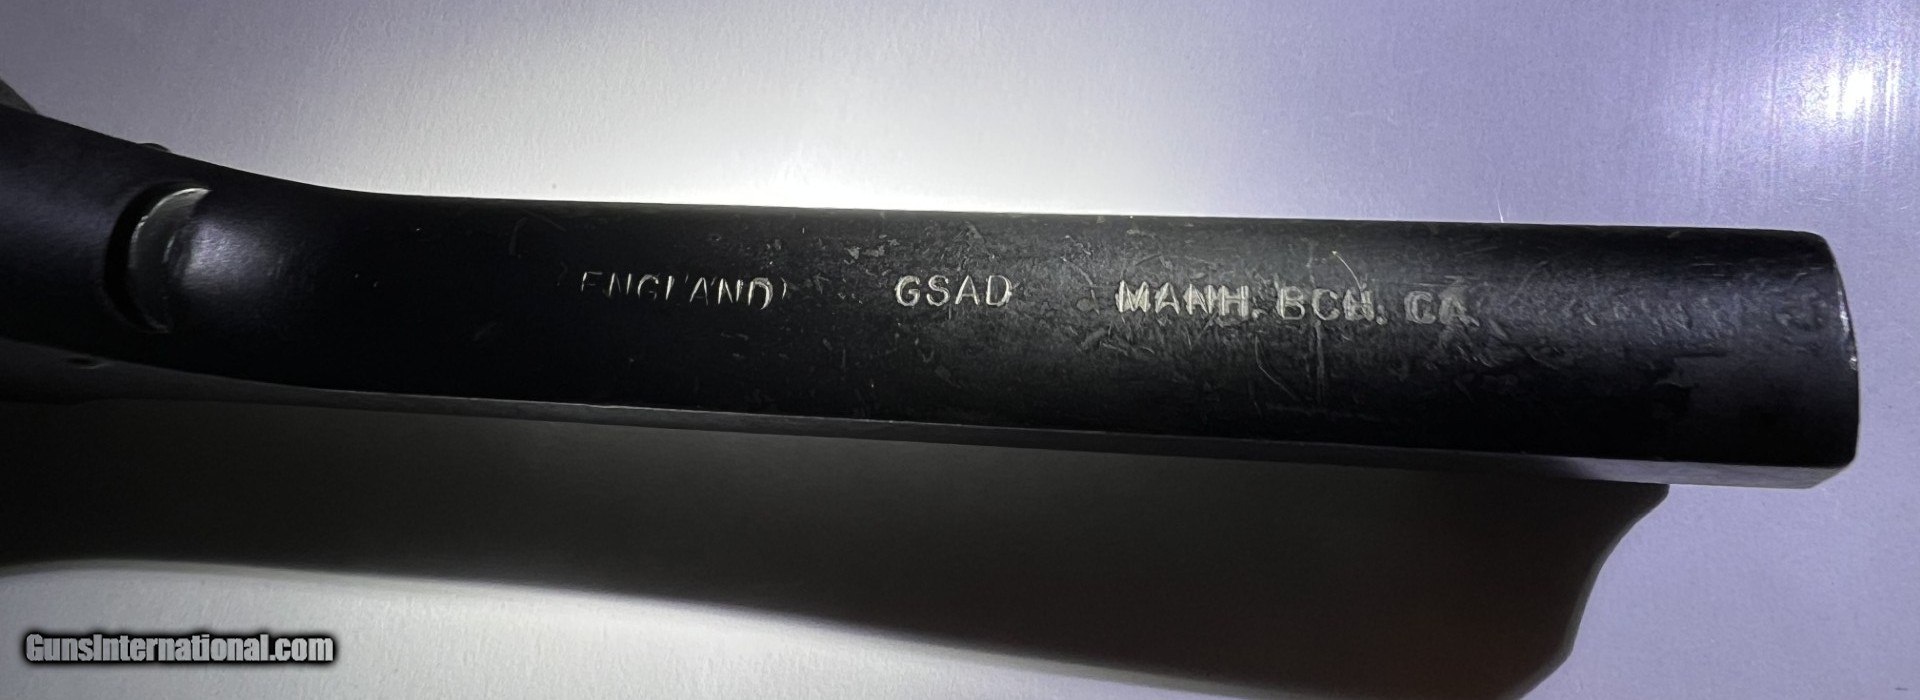 ENGLAND GSAD MANH. BCH. CA.
GunsInternational.com